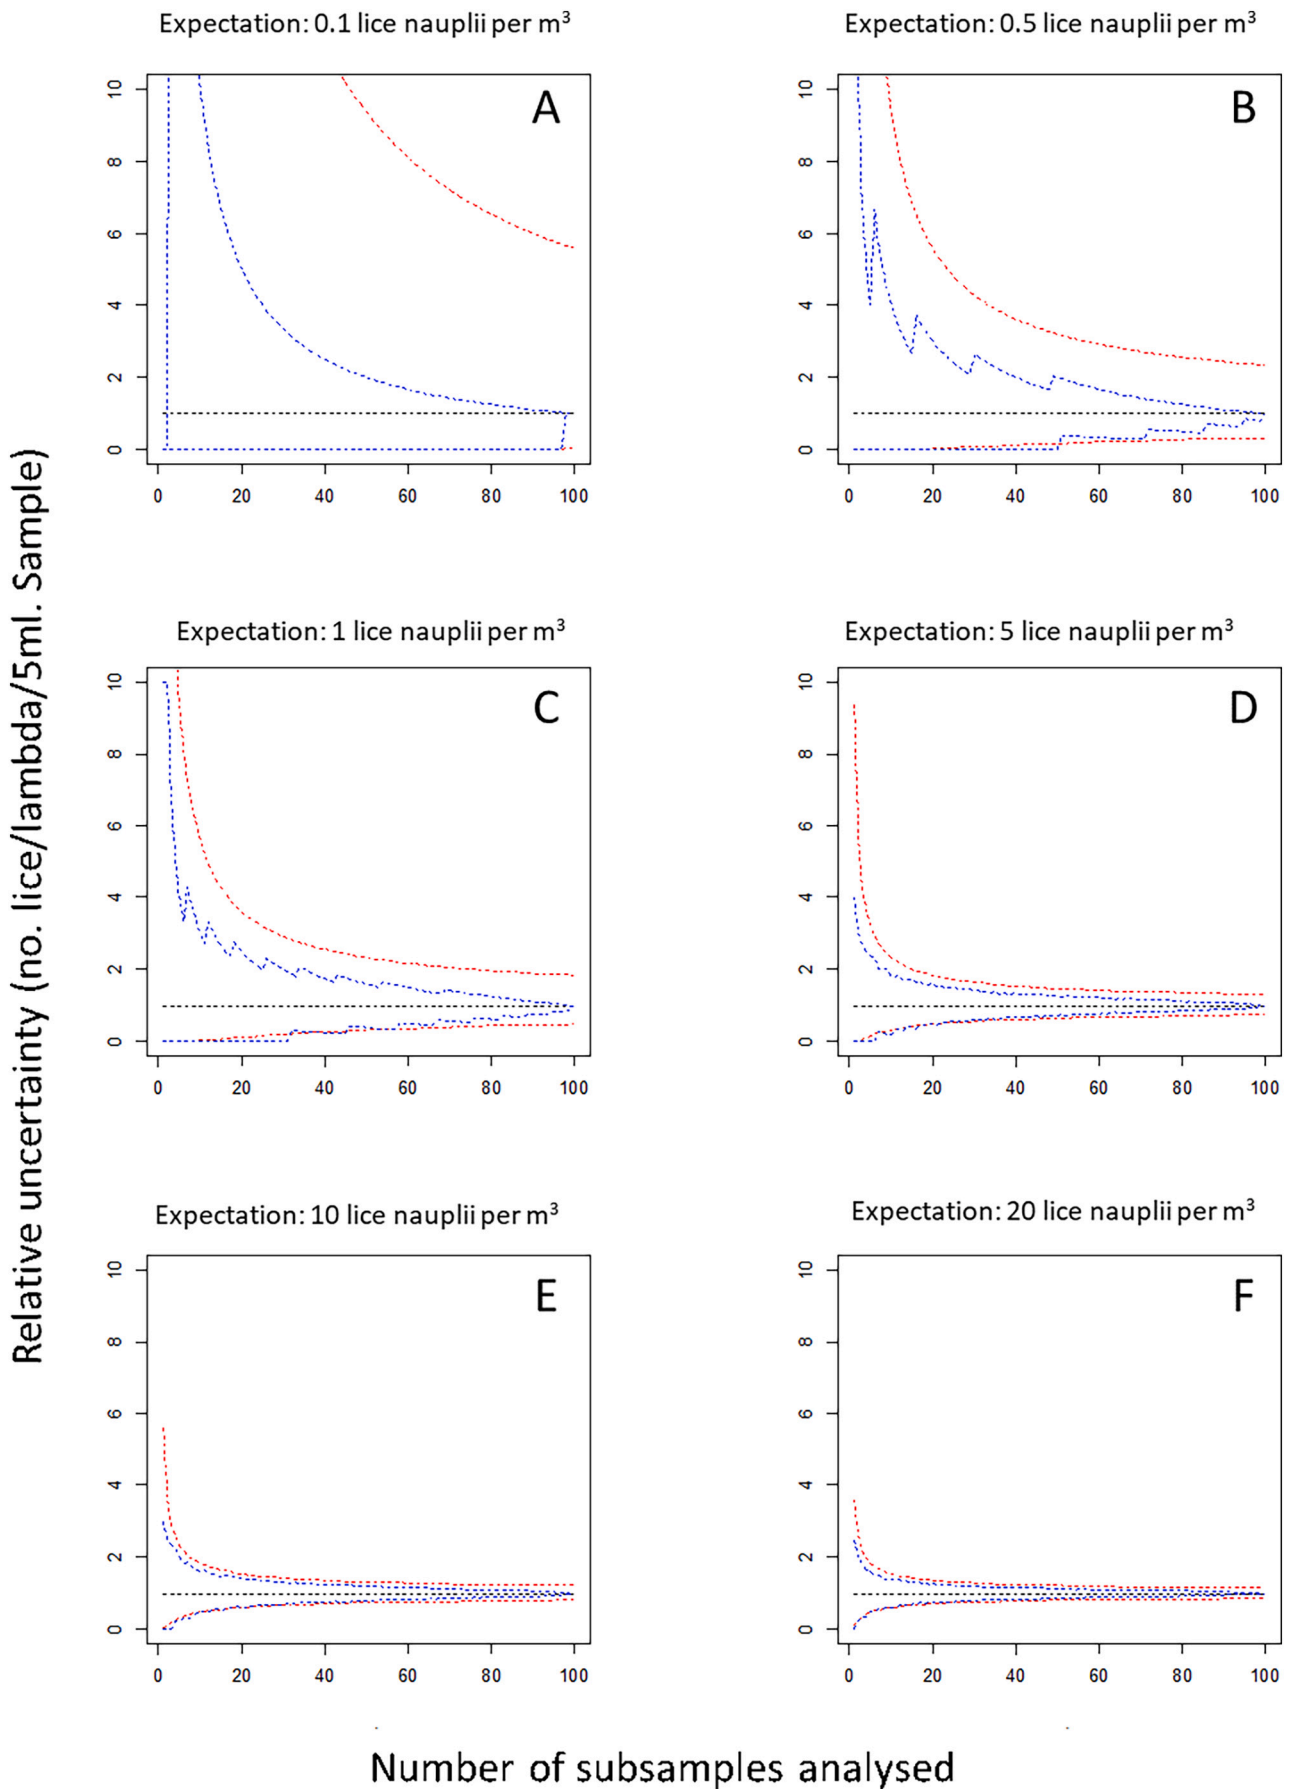 Expectation: 0.1 lice nauplii per m³
Expectation: 0.5 lice nauplii per m³
10
8
6
4
2
0
A
0 20 40 60 80 100
10
8
6
4
2
0
B
0 20 40 60 80 100
Expectation: 1 lice nauplii per m³
Expectation: 5 lice nauplii per m³
10
8
6
4
2
0
C
0 20 40 60 80 100
10
8
6
4
2
0
D
0 20 40 60 80 100
Expectation: 10 lice nauplii per m³
Expectation: 20 lice nauplii per m³
10
8
6
4
2
0
E
0 20 40 60 80 100
10
8
6
4
2
0
F
0 20 40 60 80 100
Relative uncertainty (no. lice/lambda/5ml. Sample)
Number of subsamples analysed